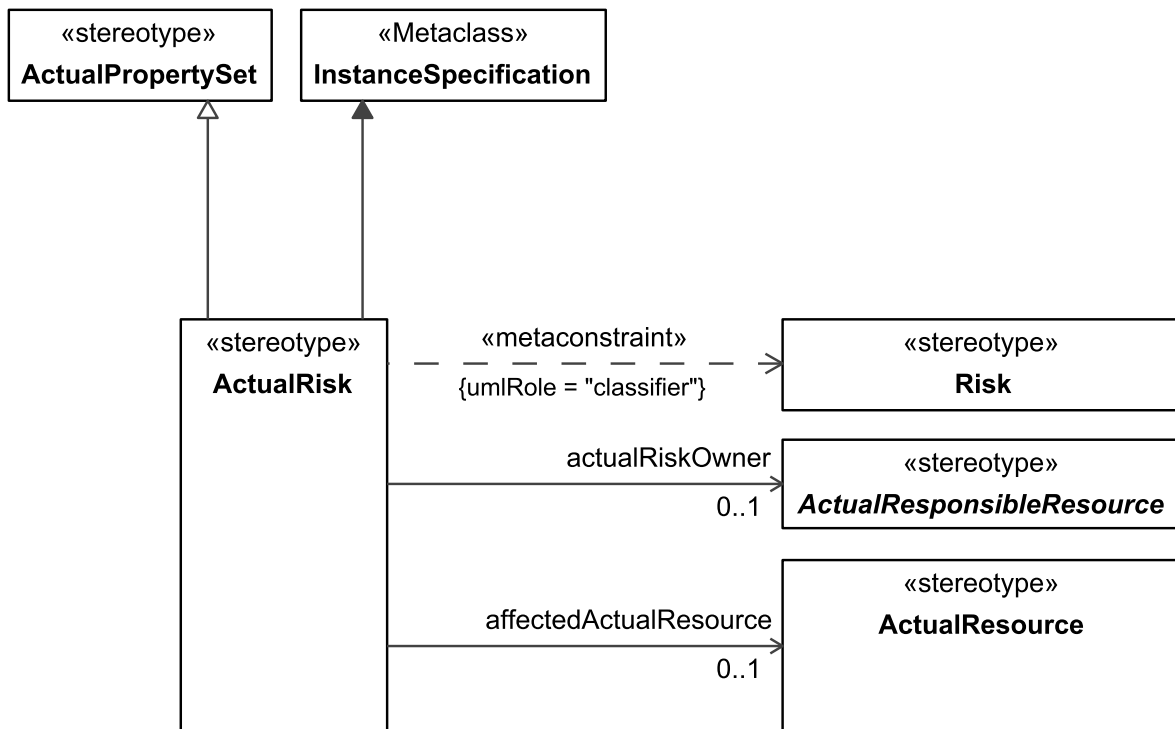 «stereotype»
ActualPropertySet
«Metaclass»
InstanceSpecification
«stereotype»
ActualRisk
«metaconstraint»
{umlRole = "classifier"}
«stereotype»
Risk
actualRiskOwner
0..1
«stereotype»
ActualResponsibleResource
affectedActualResource
0..1
«stereotype»
ActualResource